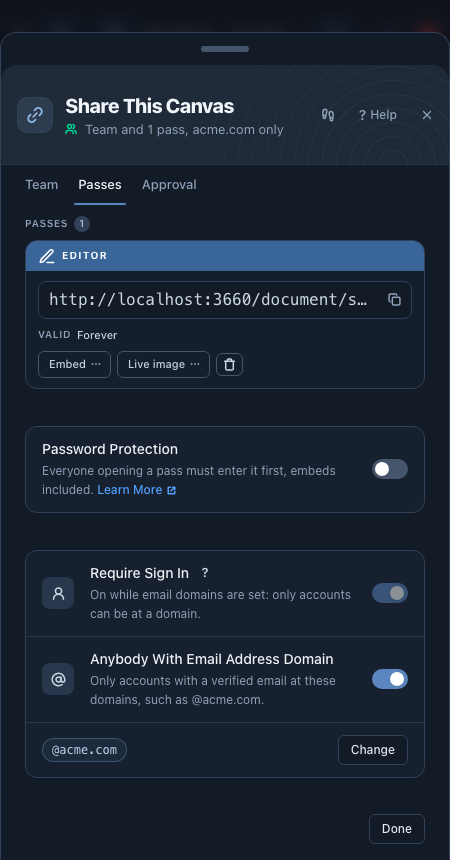 Share This Canvas
Team and 1 pass, acme.com only
? Help
Team Passes Approval
PASSES 1
EDITOR
http://localhost:3660/document/s…
VALID Forever
Embed ···
Live image ···
Password Protection
Everyone opening a pass must enter it first, embeds
included. Learn More
Require Sign In ?
On while email domains are set: only accounts
can be at a domain.
Anybody With Email Address Domain
Only accounts with a verified email at these
domains, such as @acme.com.
@acme.com
Change
Done